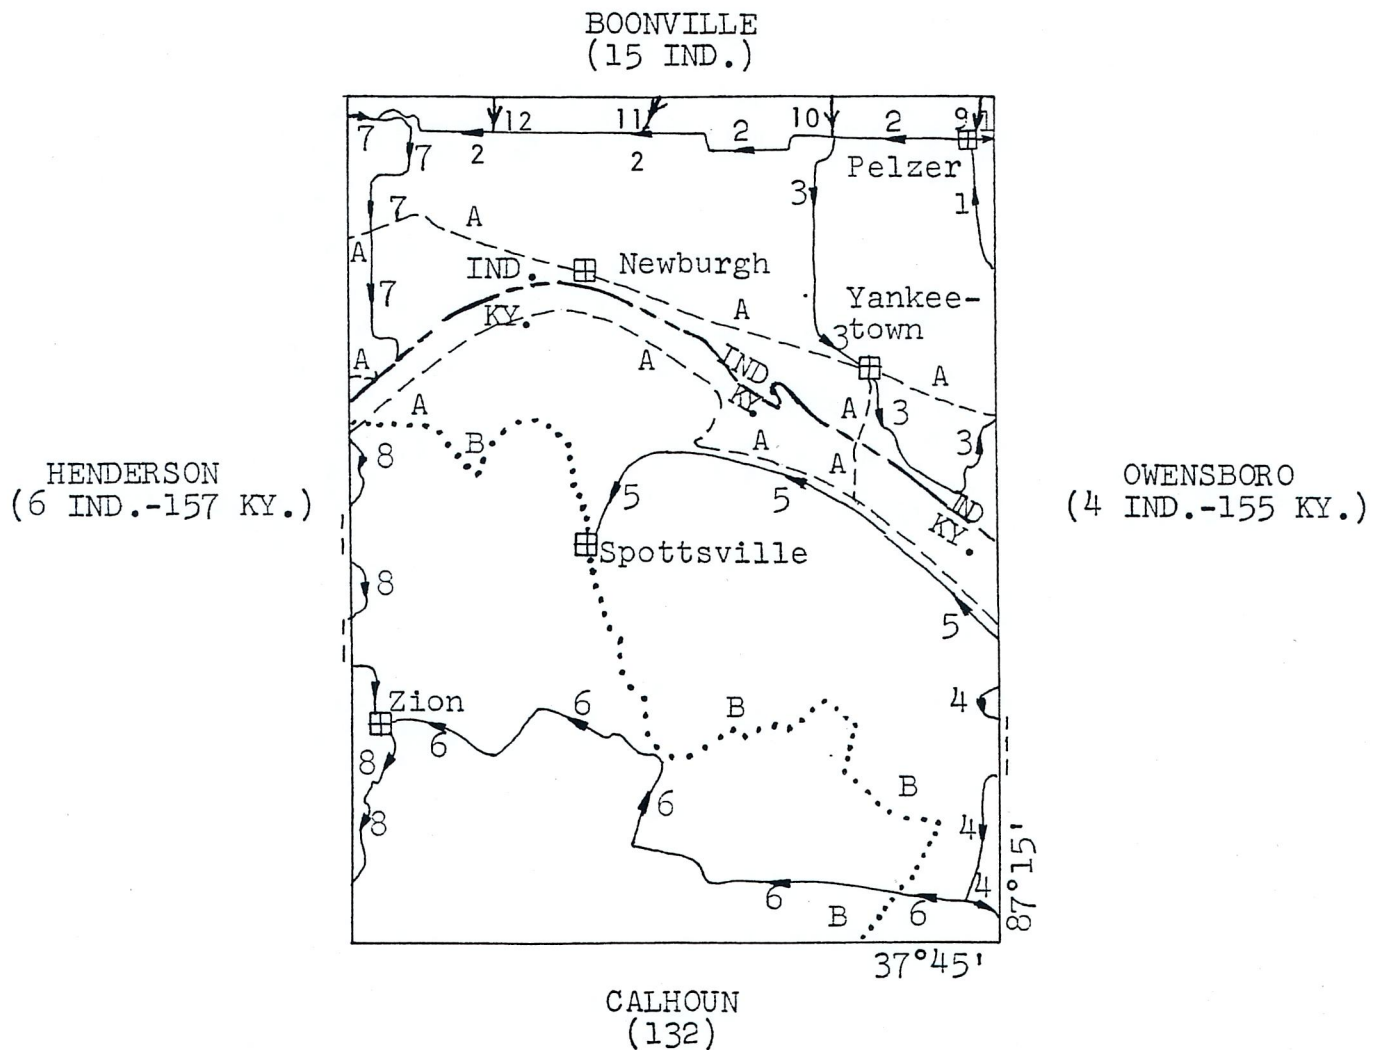 BOONVILLE
(15 IND.)
7
12
11
2
10
2
9
1
7
2
2
Pelzer
3
1
7
A
A
IND.
Newburgh
7
KY.
A
Yankee-
town
3
A
A
IND
KY.
A
A
A
3
3
B
8
A
A
HENDERSON
(6 IND.-157 KY.)
OWENSBORO
(4 IND.-155 KY.)
5
5
IND
KY.
Spottsville
8
5
Zion
6
B
4
6
8
B
6
8
4
6
4
B
6
87°15'
37°45'
CALHOUN
(132)